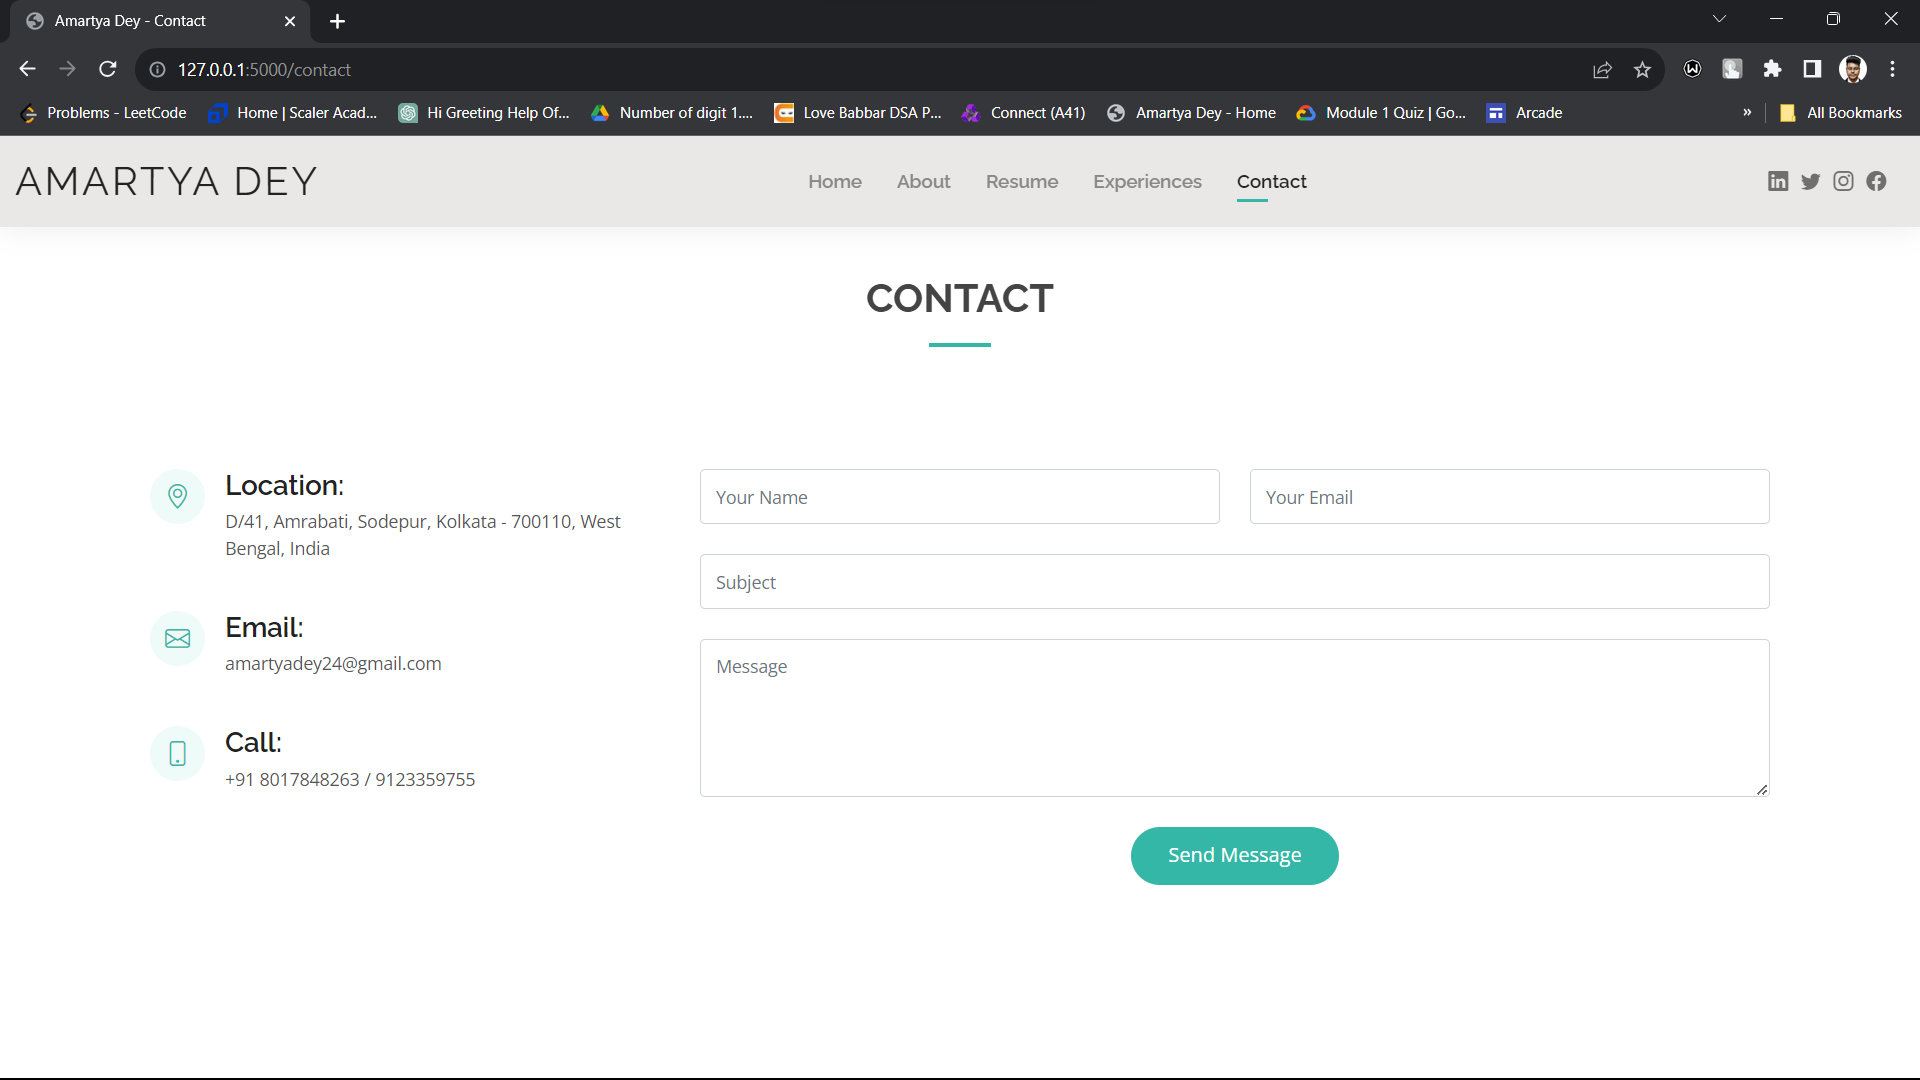 Amartya Dey - Contact
127.0.0.1:5000/contact
Problems - LeetCode
Home | Scaler Acad...
Hi Greeting Help Of...
Number of digit 1....
Love Babbar DSA P...
Connect (A41)
Amartya Dey - Home
Module 1 Quiz | Go...
Arcade
»
All Bookmarks
AMARTYA DEY
Home
About
Resume
Experiences
Contact
CONTACT
Location:
D/41, Amrabati, Sodepur, Kolkata - 700110, West
Bengal, India
Email:
amartyadey24@gmail.com
Call:
+91 8017848263 / 9123359755
Your Name
Your Email
Subject
Message
Send Message